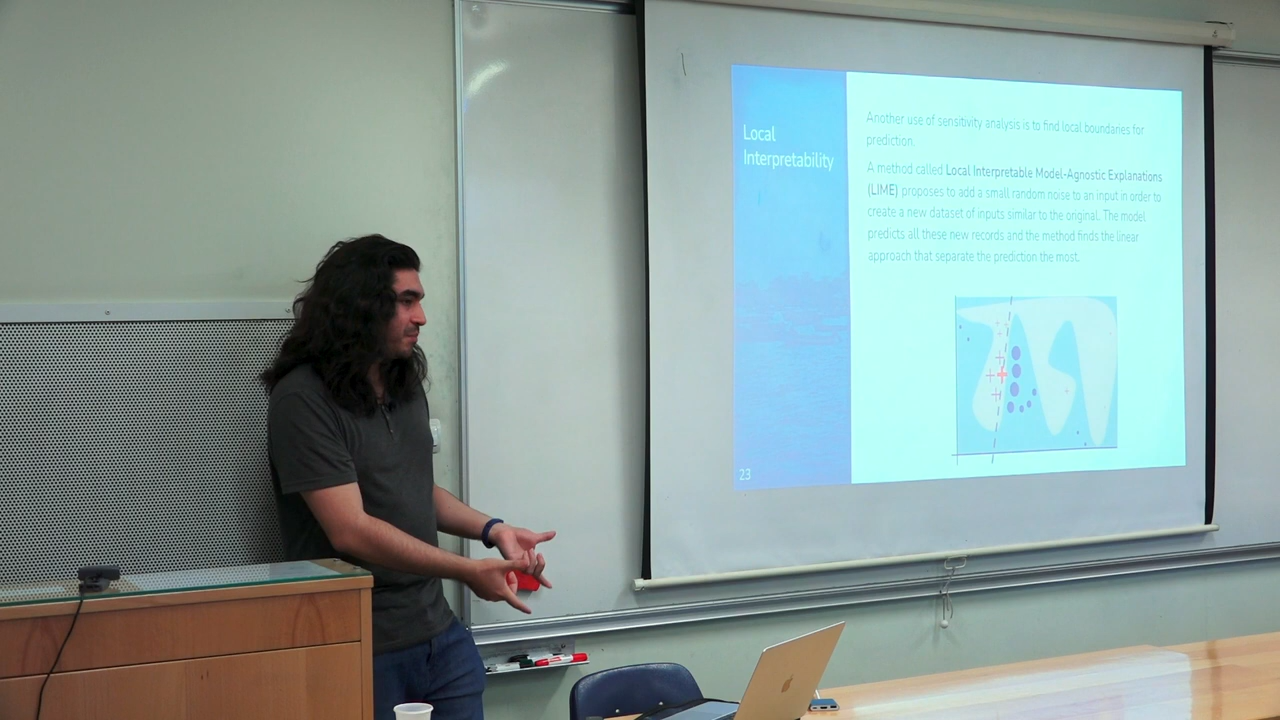 Local
Interpretability
Another use of sensitivity analysis is to find local boundaries for
prediction.
A method called Local Interpretable Model-Agnostic Explanations
(LIME) proposes to add a small random noise to an input in order to
create a new dataset of inputs similar to the original. The model
predicts all these new records and the method finds the linear
approach that separate the prediction the most.
23